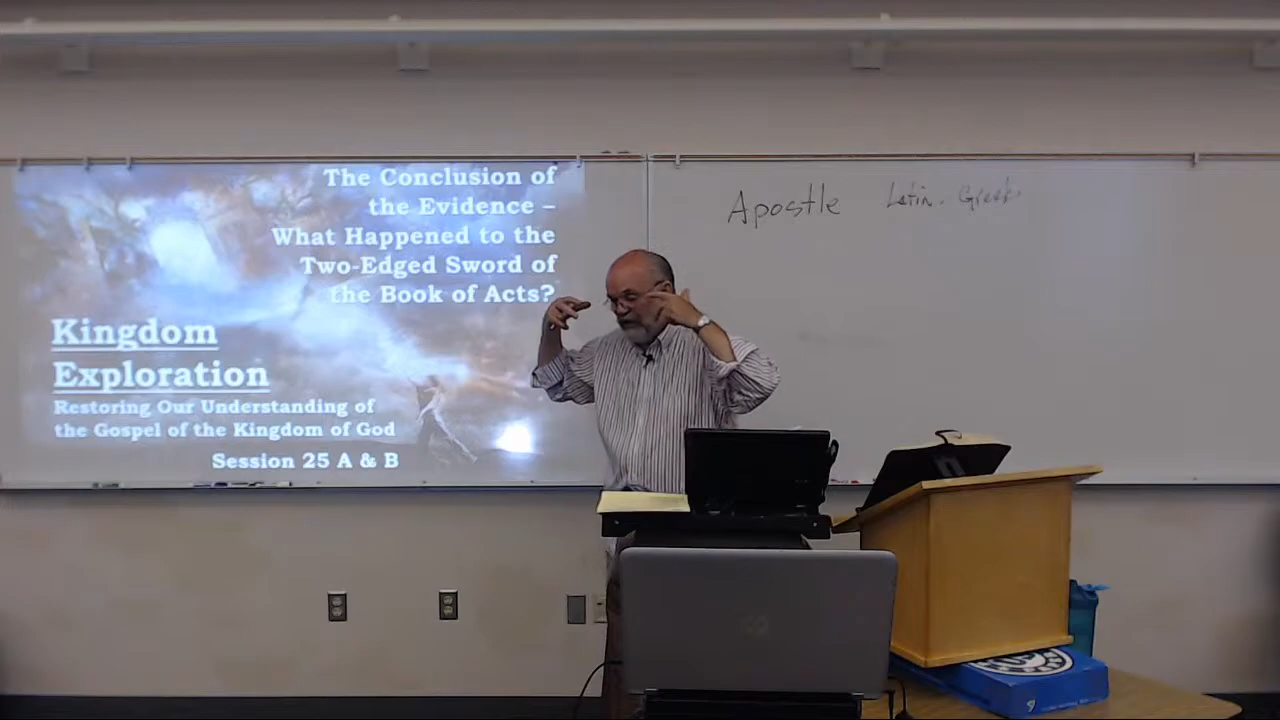 The Conclusion of
the Evidence –
What Happened to the
Two-Edged Sword of
the Book of Acts?
Kingdom
Exploration
Restoring Our Understanding of
the Gospel of the Kingdom of God
Session 25 A & B
Apostle Latin. Greek